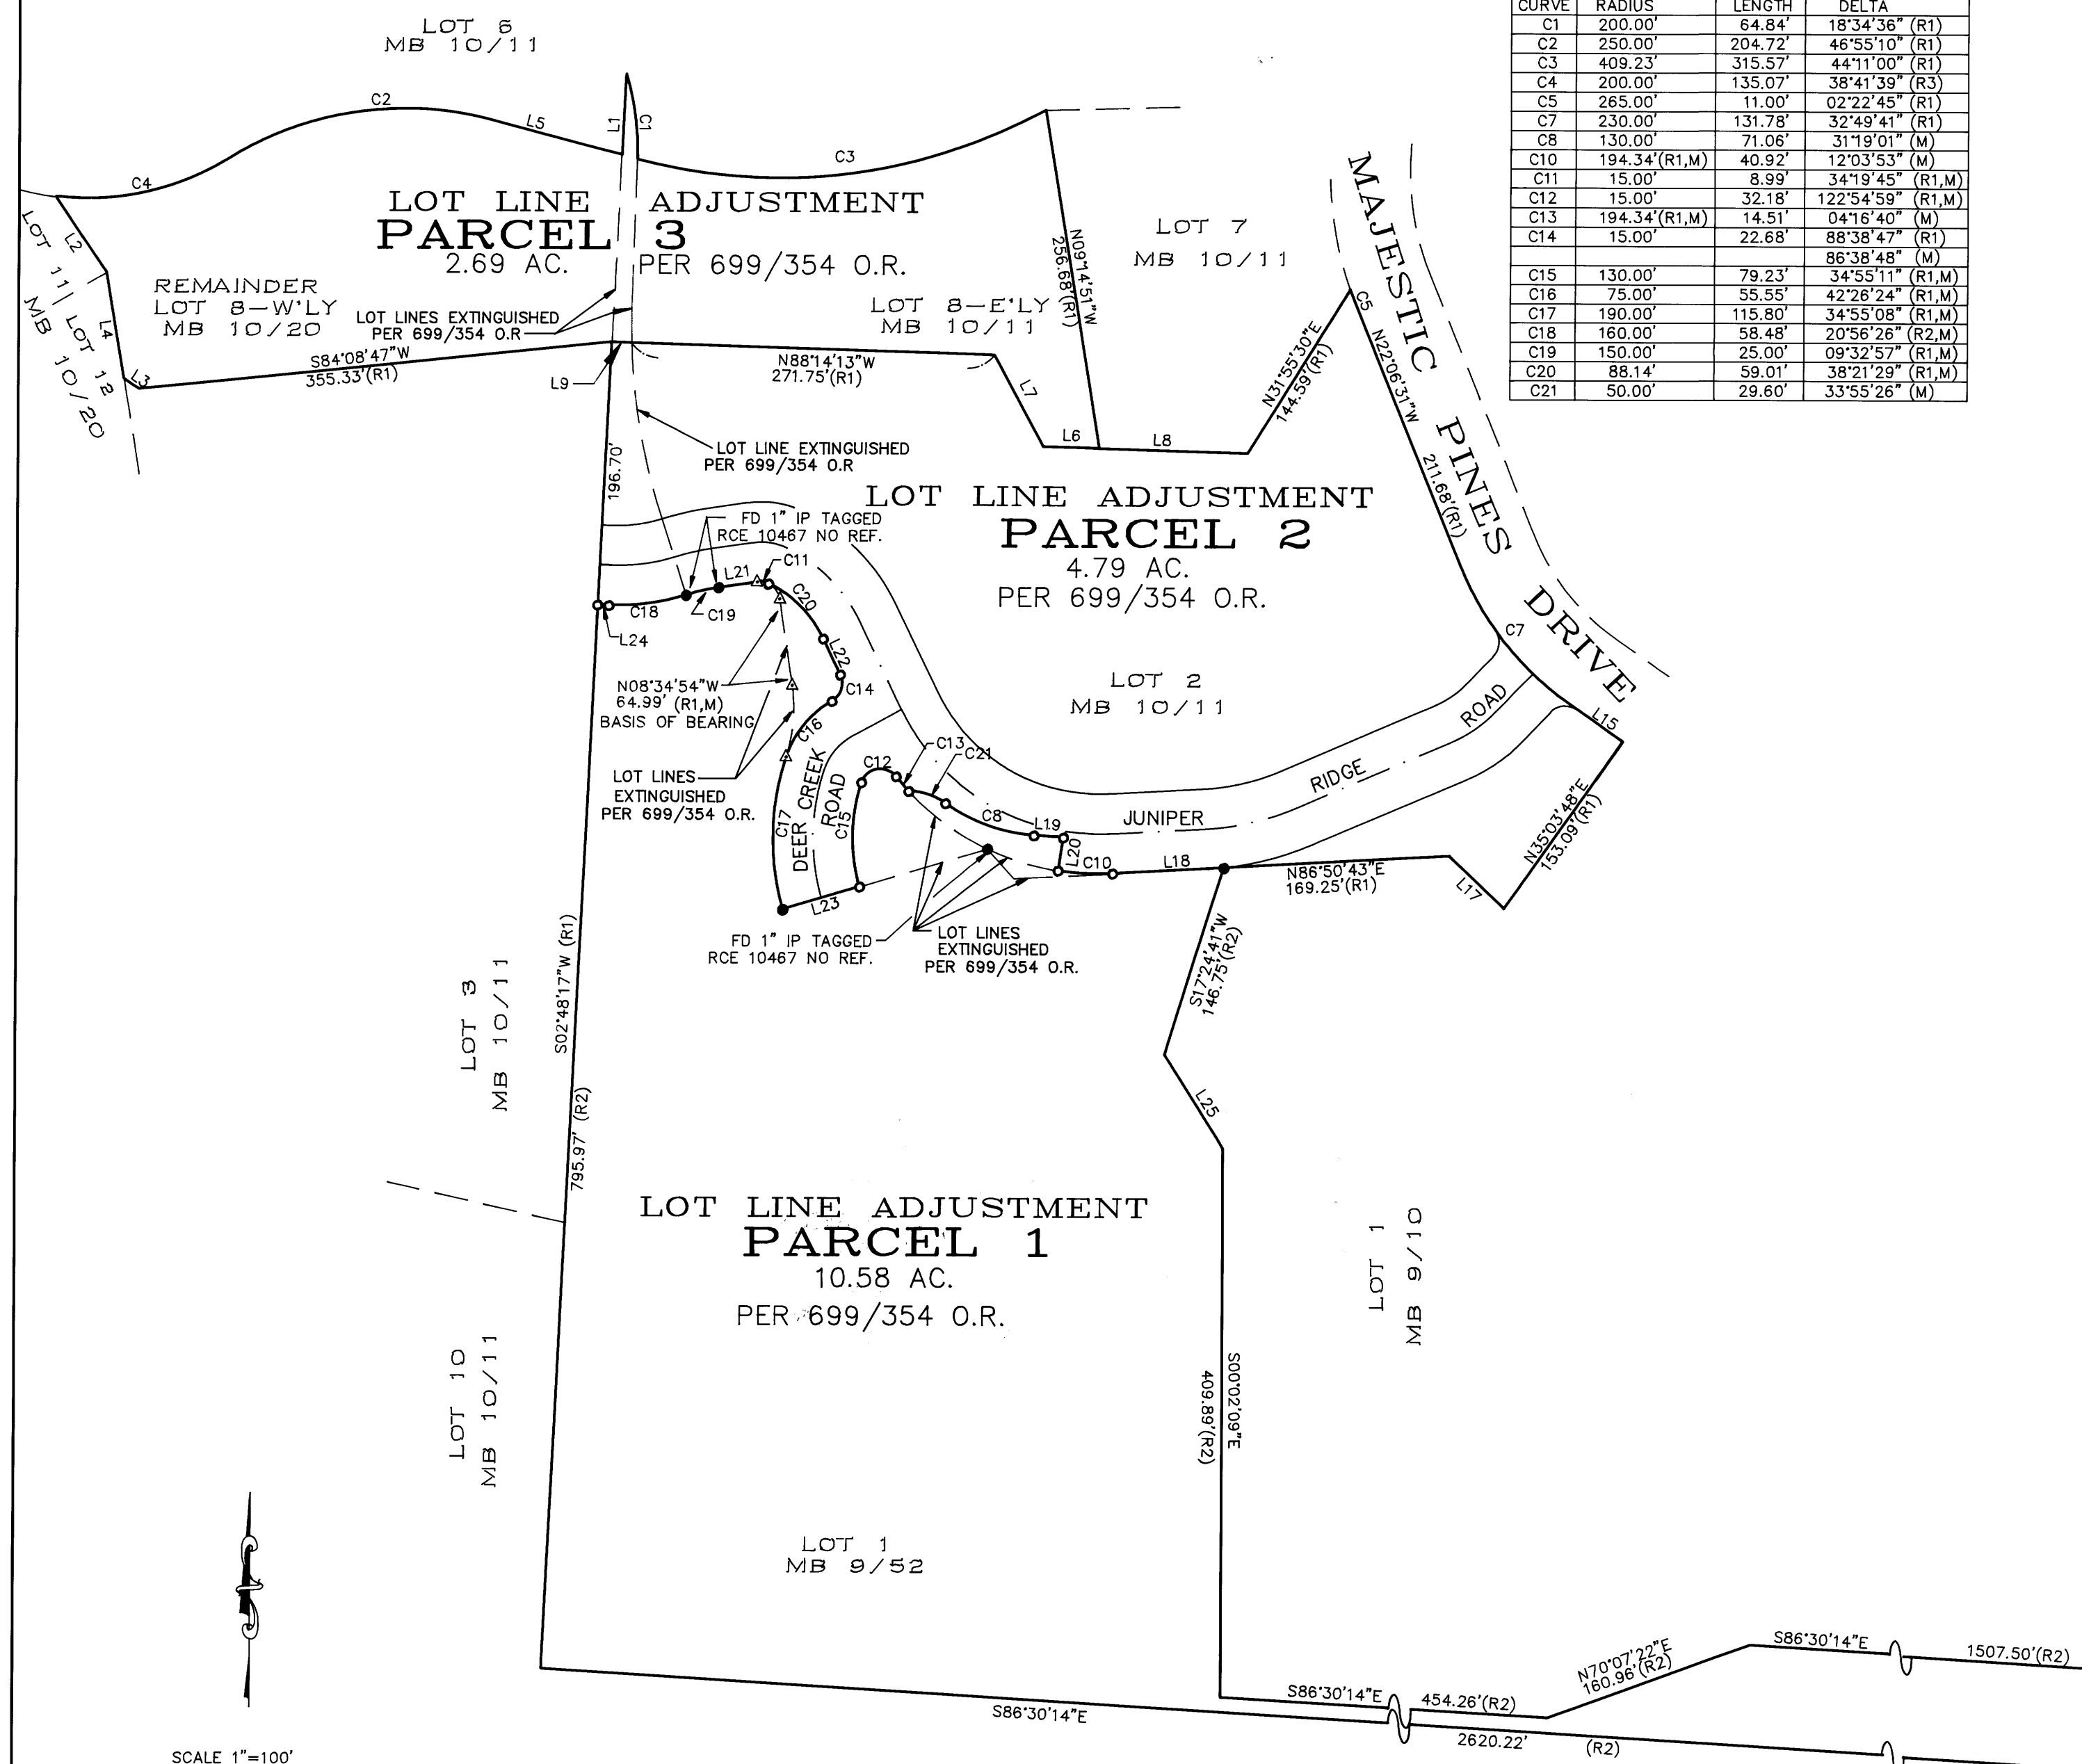 LOT 6
MB 10/11
CURVE RADIUS LENGTH DELTA
C1 200.00' 64.84' 18°34'36" (R1)
C2 250.00' 204.72' 46°55'10" (R1)
C3 409.23' 315.57' 44°11'00" (R1)
C4 200.00' 135.07' 38°41'39" (R3)
C5 265.00' 11.00' 02°22'45" (R1)
C7 230.00' 131.78' 32°49'41" (R1)
C8 130.00' 71.06' 31°19'01" (M)
C10 194.34'(R1,M) 40.92' 12°03'53" (M)
C11 15.00' 8.99' 34°19'45" (R1,M)
C12 15.00' 32.18' 122°54'59" (R1,M)
C13 194.34'(R1,M) 14.51' 04°16'40" (M)
C14 15.00' 22.68' 88°38'47" (R1)
86°38'48" (M)
C15 130.00' 79.23' 34°55'11" (R1,M)
C16 75.00' 55.55' 42°26'24" (R1,M)
C17 190.00' 115.80' 34°55'08" (R1,M)
C18 160.00' 58.48' 20°56'26" (R2,M)
C19 150.00' 25.00' 09°32'57" (R1,M)
C20 88.14' 59.01' 38°21'29" (R1,M)
C21 50.00' 29.60' 33°55'26" (M)
C2
L5
L1
C1
C3
C4
LOT LINE ADJUSTMENT
PARCEL 3
2.69 AC. PER 699/354 O.R.
L2
LOT 11
LOT 12
MB 10/20
L4
L3
REMAINDER
LOT 8-W'LY
MB 10/20
LOT LINES EXTINGUISHED
PER 699/354 O.R
LOT 8-E'LY
MB 10/11
N09°14'51"W
256.68'(R1)
LOT 7
MB 10/11
MAJESTIC PINES DRIVE
C5
N22°06'31"W
211.68'(R1)
N31°55'30"E
144.59'(R1)
S84°08'47"W
355.33'(R1)
L9
N88°14'13"W
271.75'(R1)
L7
L6
L8
196.70'
LOT LINE EXTINGUISHED
PER 699/354 O.R
LOT LINE ADJUSTMENT
PARCEL 2
4.79 AC.
PER 699/354 O.R.
FD 1" IP TAGGED
RCE 10467 NO REF.
C11
L21
C20
C18
C19
L24
L22
C14
C7
N08°34'54"W
64.99' (R1,M)
BASIS OF BEARING
C16
LOT 2
MB 10/11
L15
LOT LINES
EXTINGUISHED
PER 699/354 O.R.
C17
DEER CREEK
ROAD
C15
C12
C13
C21
C8
L19
L20
C10
L18
JUNIPER RIDGE ROAD
N35°03'48"E
153.09'(R1)
N86°50'43"E
169.25'(R1)
L17
L23
FD 1" IP TAGGED
RCE 10467 NO REF.
LOT LINES
EXTINGUISHED
PER 699/354 O.R.
S17°24'41"W
146.75'(R2)
S02°48'17"W (R1)
795.97' (R2)
LOT 3
MB 10/11
L25
LOT LINE ADJUSTMENT
PARCEL 1
10.58 AC.
PER 699/354 O.R.
LOT 1
MB 9/10
LOT 10
MB 10/11
S00°02'09"E
409.89'(R2)
LOT 1
MB 9/52
S86°30'14"E
S86°30'14"E
454.26'(R2)
N70°07'22"E
160.96'(R2)
S86°30'14"E
1507.50'(R2)
2620.22' (R2)
SCALE 1"=100'